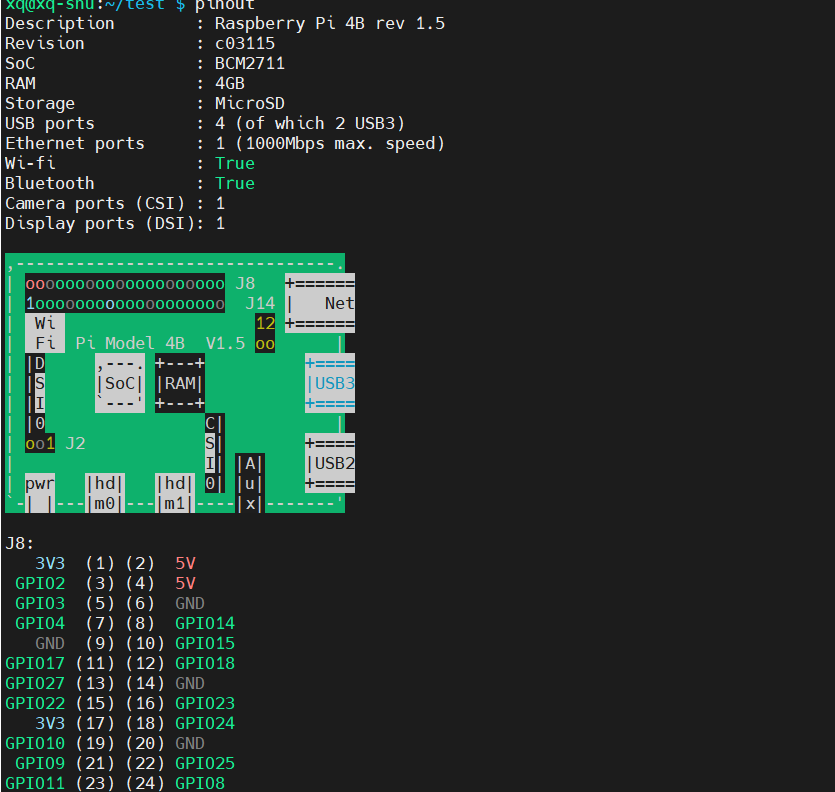 xq@xq-shu:~/test $ pinout
Description        : Raspberry Pi 4B rev 1.5
Revision           : c03115
SoC                : BCM2711
RAM                : 4GB
Storage            : MicroSD
USB ports          : 4 (of which 2 USB3)
Ethernet ports     : 1 (1000Mbps max. speed)
Wi-fi              : True
Bluetooth          : True
Camera ports (CSI) : 1
Display ports (DSI): 1

,--------------------------------.
| oooooooooooooooooooo J8   +======
| 1ooooooooooooooooooo  J14 |   Net
|  Wi                    12 +======
|  Fi  Pi Model 4B  V1.5 oo      |
| |D     ,---. +---+          +====
| |S     |SoC| |RAM|          |USB3
| |I     `---' +---+          +====
| |0                C|           |
| oo1 J2            S|        +====
|                   I| |A|    |USB2
| pwr   |hd|   |hd| 0| |u|    +====
`-| |---|m0|---|m1|----|x|-------'

J8:
   3V3  (1) (2)  5V
 GPIO2  (3) (4)  5V
 GPIO3  (5) (6)  GND
 GPIO4  (7) (8)  GPIO14
   GND  (9) (10) GPIO15
GPIO17 (11) (12) GPIO18
GPIO27 (13) (14) GND
GPIO22 (15) (16) GPIO23
   3V3 (17) (18) GPIO24
GPIO10 (19) (20) GND
 GPIO9 (21) (22) GPIO25
GPIO11 (23) (24) GPIO8